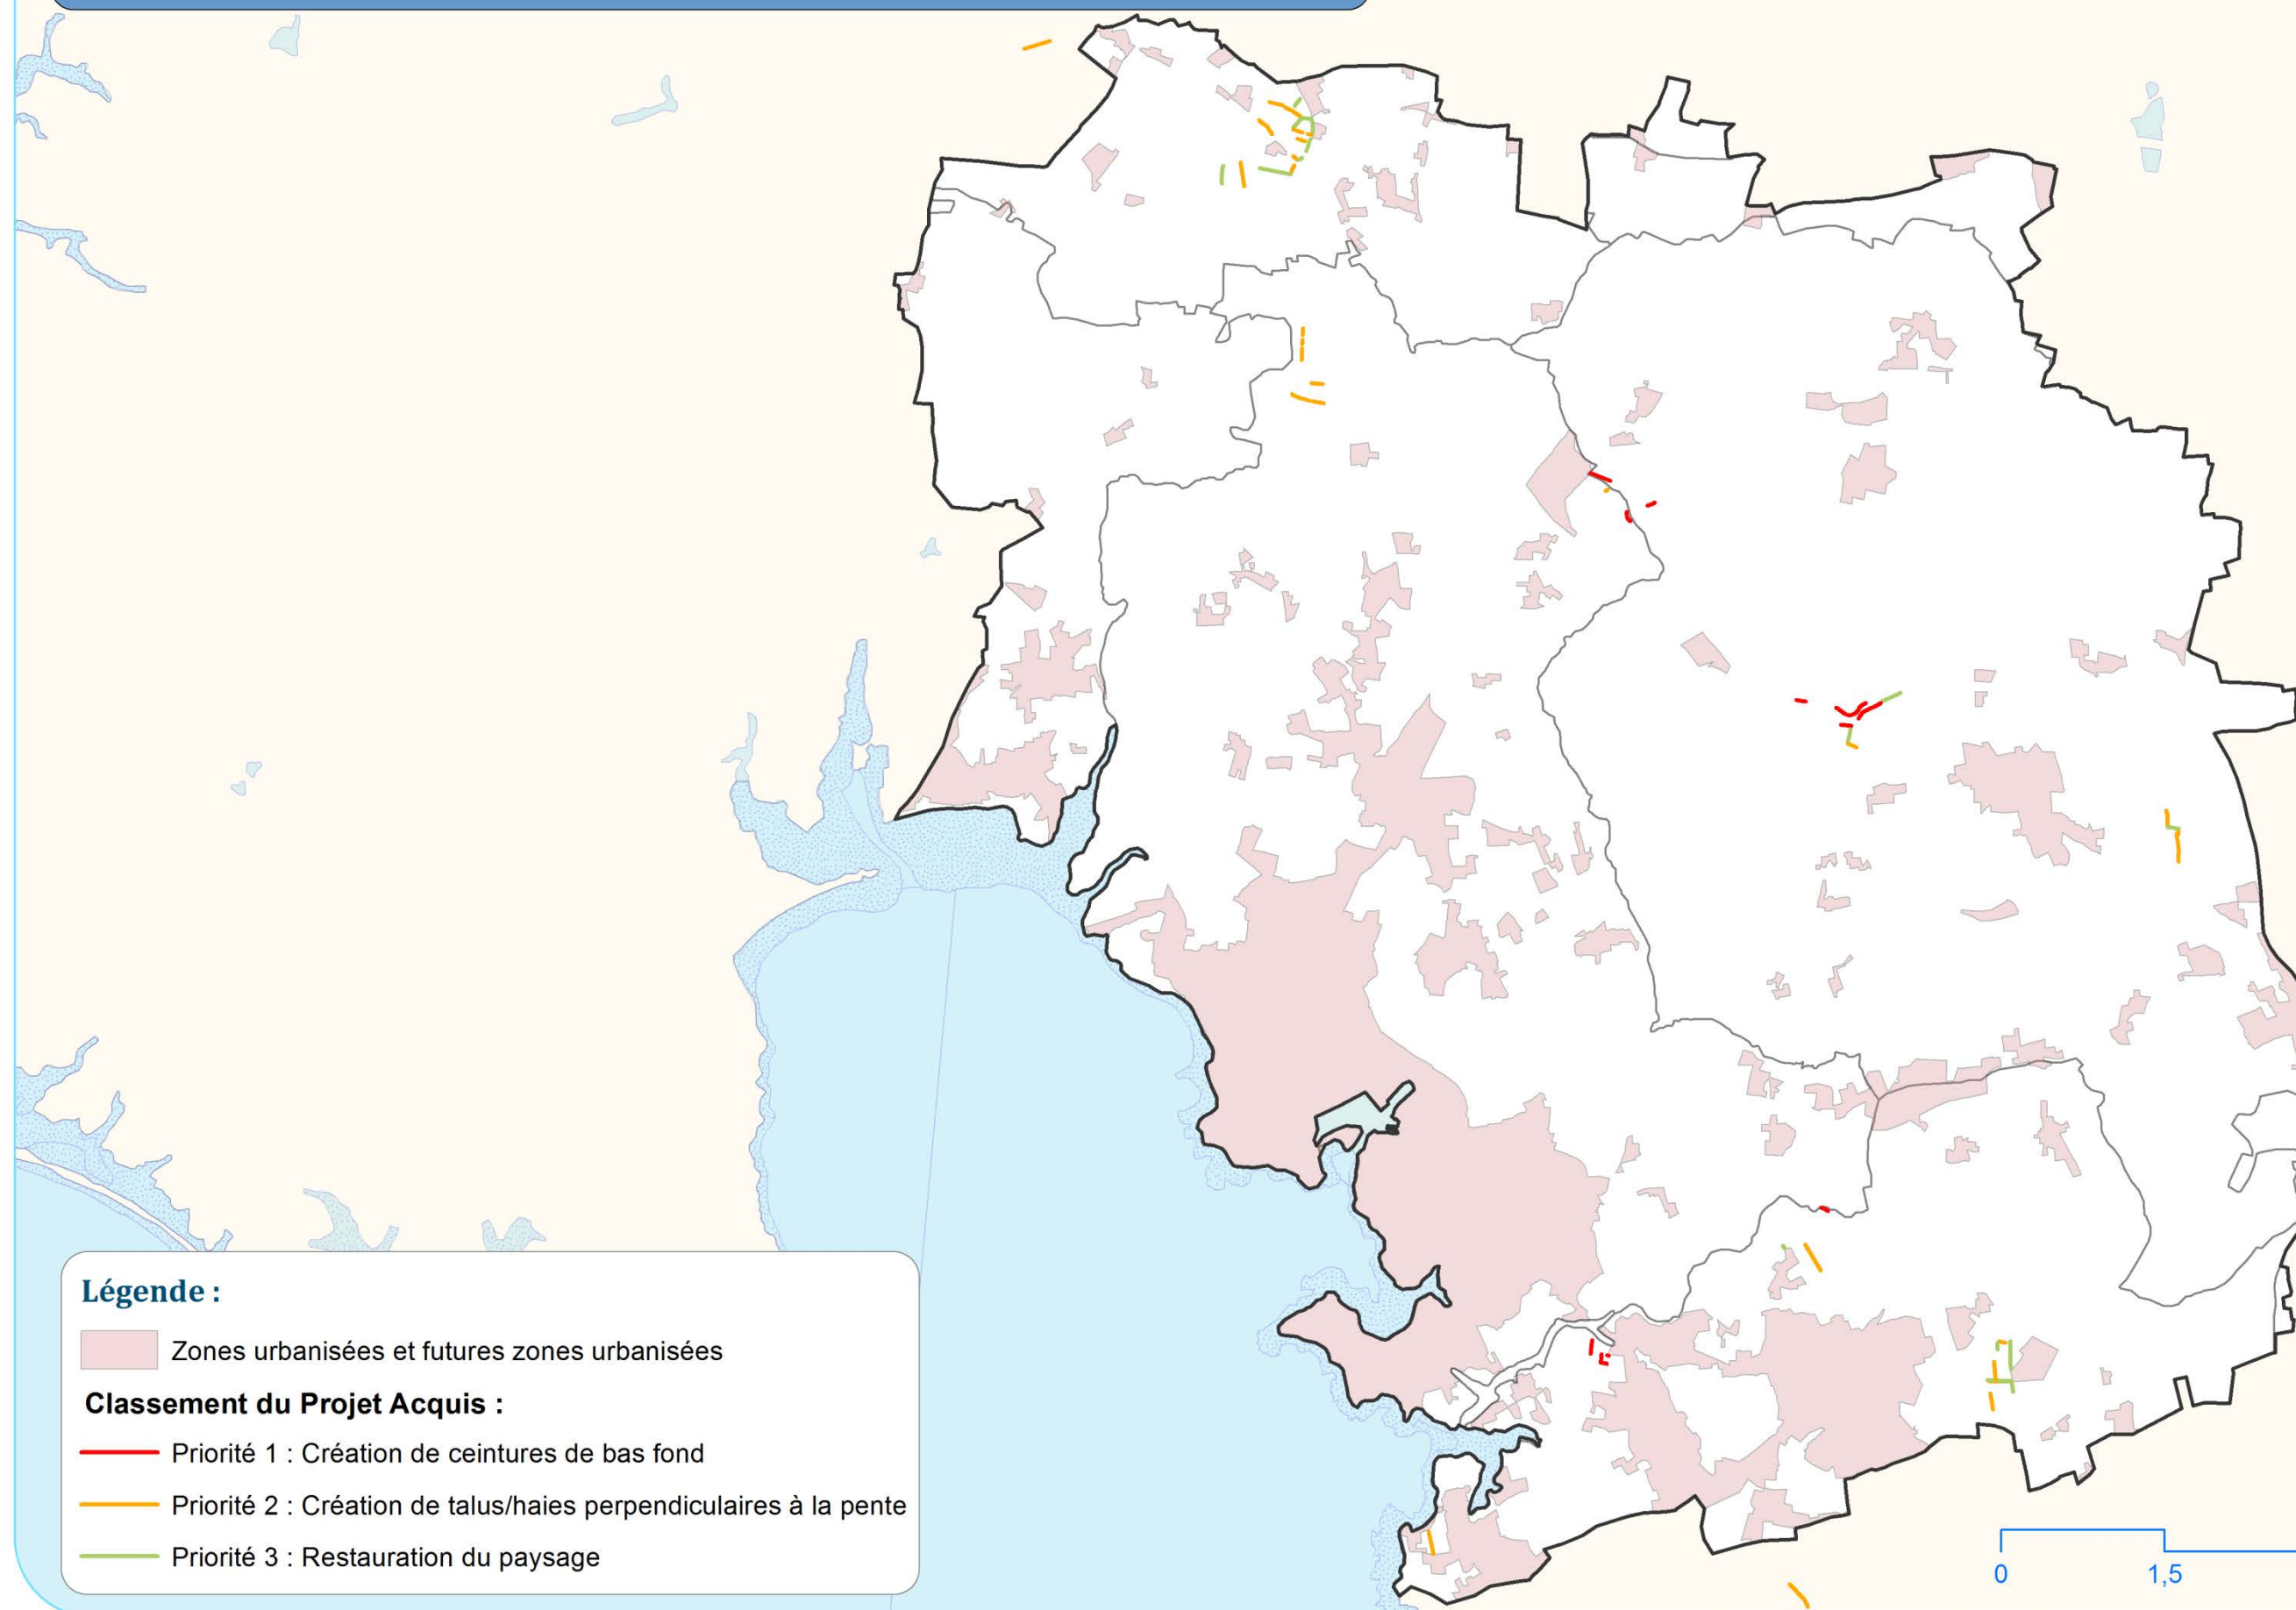 Légende :
Zones urbanisées et futures zones urbanisées
Classement du Projet Acquis :
Priorité 1 : Création de ceintures de bas fond
Priorité 2 : Création de talus/haies perpendiculaires à la pente
Priorité 3 : Restauration du paysage
0 1,5